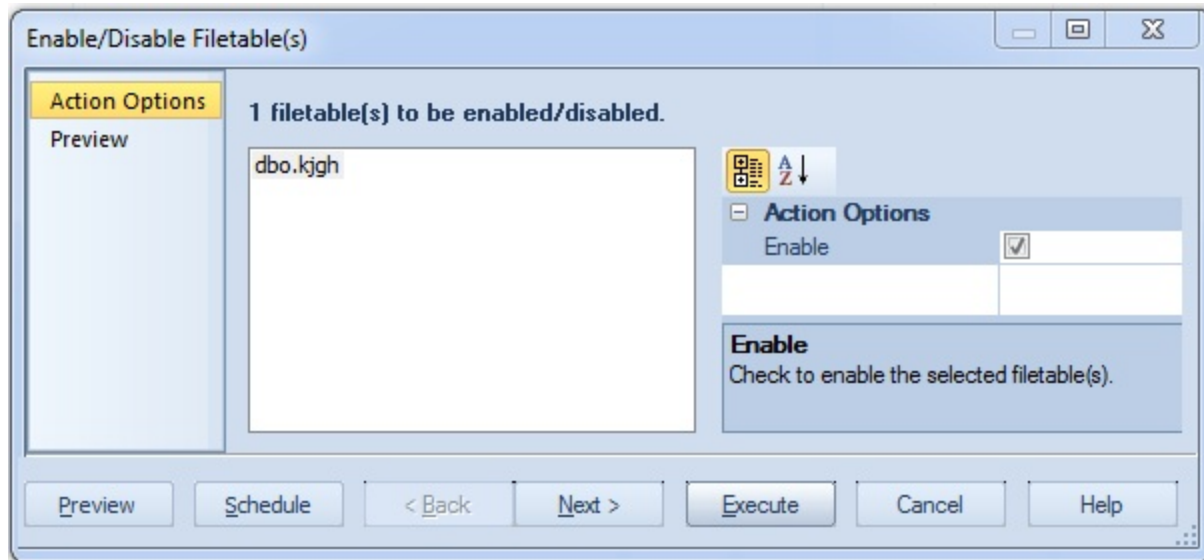 Enable/Disable Filetable(s)
Action Options
Preview
1 filetable(s) to be enabled/disabled.
dbo.kjgh
A
Z
Action Options
Enable
Enable
Check to enable the selected filetable(s).
Preview
Schedule
< Back
Next >
Execute
Cancel
Help